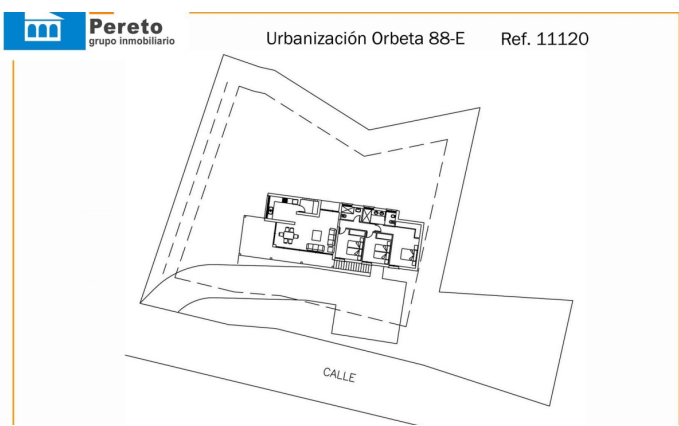 Pereto
grupo inmobiliario
Urbanización Orbeta 88-E Ref. 11120
CALLE